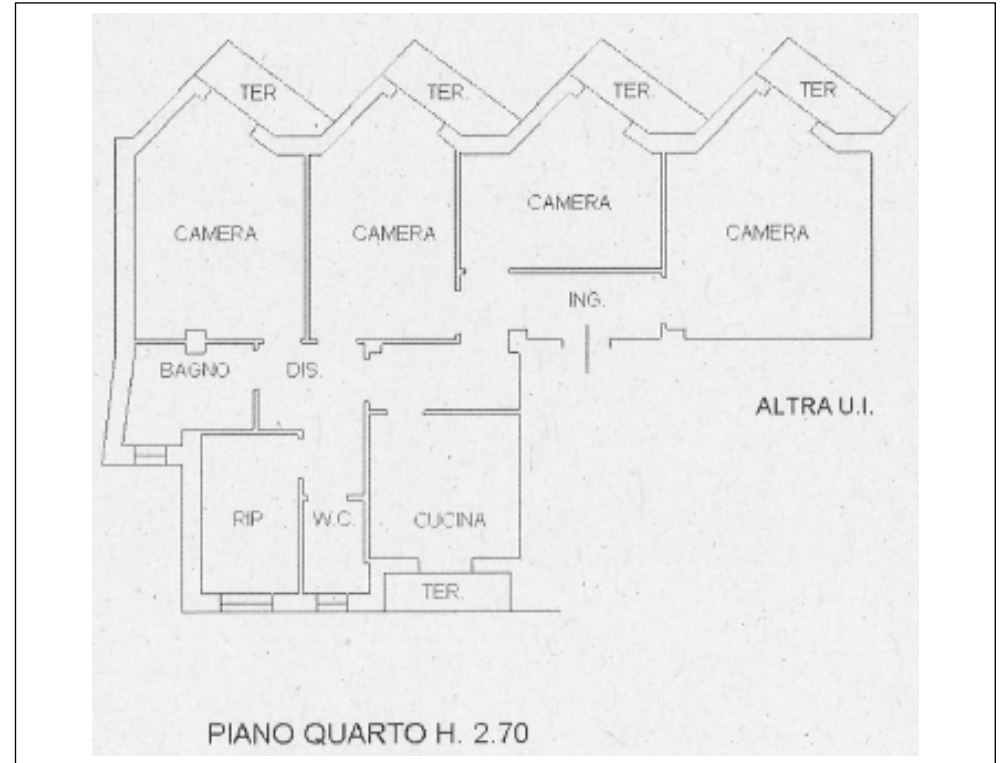 TER
TER.
TER.
TER
CAMERA
CAMERA
CAMERA
CAMERA
ING.
BAGNO
DIS.
ALTRA U.I.
RIP
W.C.
CUCINA
TER.
PIANO QUARTO H. 2.70